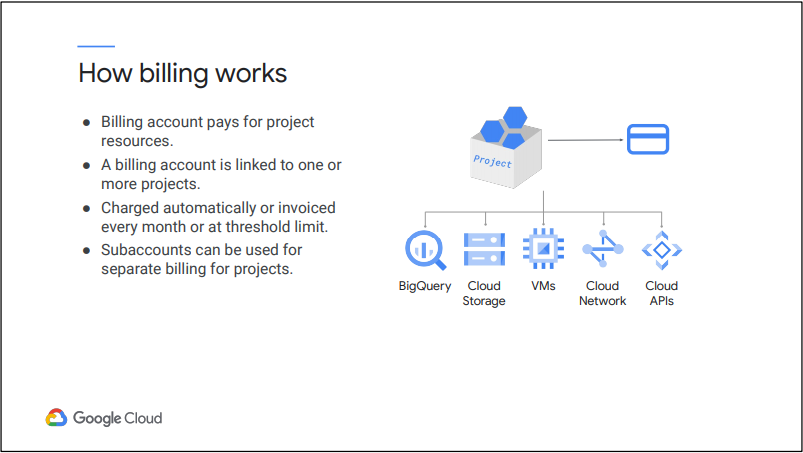 How billing works
● Billing account pays for project
resources.
● A billing account is linked to one or
more projects.
● Charged automatically or invoiced
every month or at threshold limit.
● Subaccounts can be used for
separate billing for projects.
Project
BigQuery
Cloud
Storage
VMs
Cloud
Network
Cloud
APIs
Google Cloud